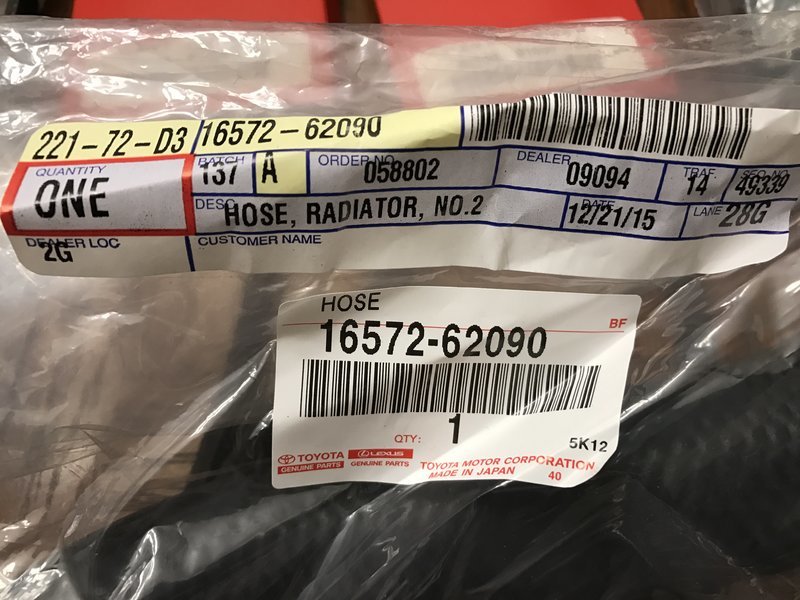 221-72-D3 16572-62090
QUANTITY ONE
BATCH 137 A ORDER NO. 058802 DEALER 09094 TRAF. 14 SEQ. NO. 49339
DESC. HOSE, RADIATOR, NO.2 DATE 12/21/15 LANE 28G
DEALER LOC 2G CUSTOMER NAME
HOSE
BF
16572-62090
QTY: 1
5K12
TOYOTA GENUINE PARTS
LEXUS GENUINE PARTS
TOYOTA MOTOR CORPORATION
MADE IN JAPAN 40